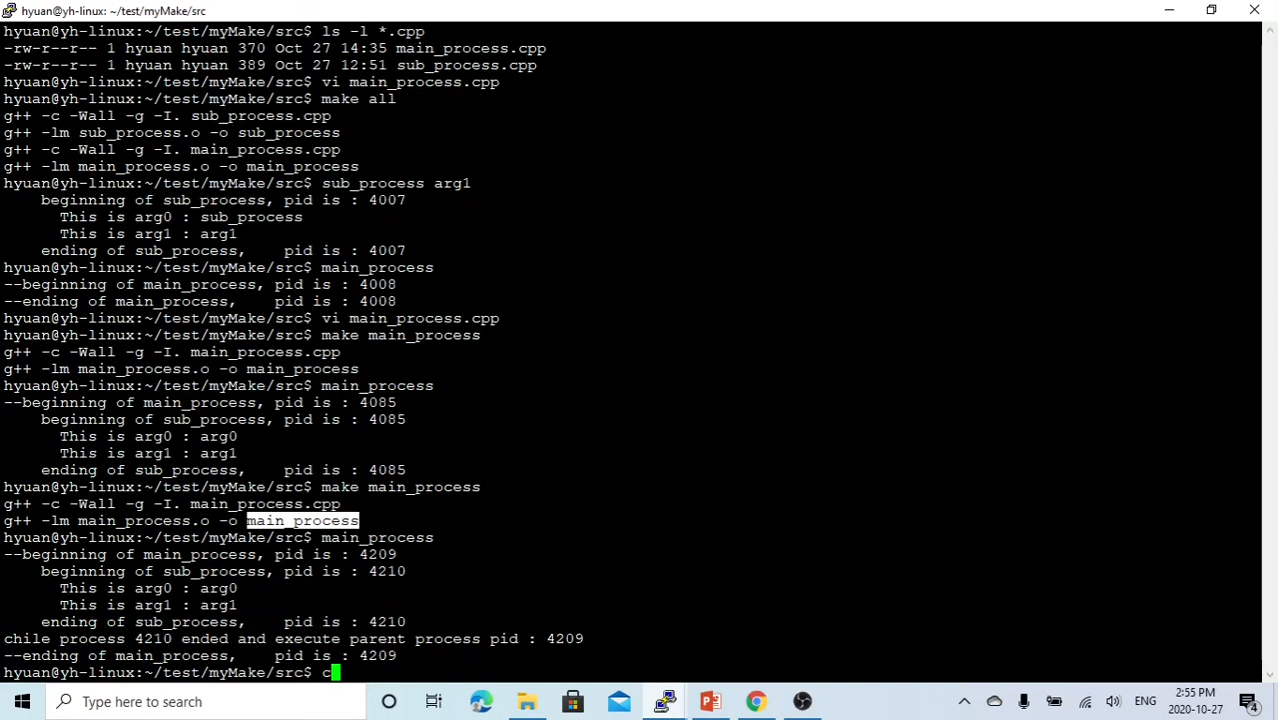 hyuan@yh-linux: ~/test/myMake/src
hyuan@yh-linux:~/test/myMake/src$ ls -l *.cpp
-rw-r--r-- 1 hyuan hyuan 370 Oct 27 14:35 main_process.cpp
-rw-r--r-- 1 hyuan hyuan 389 Oct 27 12:51 sub_process.cpp
hyuan@yh-linux:~/test/myMake/src$ vi main_process.cpp
hyuan@yh-linux:~/test/myMake/src$ make all
g++ -c -Wall -g -I. sub_process.cpp
g++ -lm sub_process.o -o sub_process
g++ -c -Wall -g -I. main_process.cpp
g++ -lm main_process.o -o main_process
hyuan@yh-linux:~/test/myMake/src$ sub_process arg1
    beginning of sub_process, pid is : 4007
      This is arg0 : sub_process
      This is arg1 : arg1
    ending of sub_process,    pid is : 4007
hyuan@yh-linux:~/test/myMake/src$ main_process
--beginning of main_process, pid is : 4008
--ending of main_process,    pid is : 4008
hyuan@yh-linux:~/test/myMake/src$ vi main_process.cpp
hyuan@yh-linux:~/test/myMake/src$ make main_process
g++ -c -Wall -g -I. main_process.cpp
g++ -lm main_process.o -o main_process
hyuan@yh-linux:~/test/myMake/src$ main_process
--beginning of main_process, pid is : 4085
    beginning of sub_process, pid is : 4085
      This is arg0 : arg0
      This is arg1 : arg1
    ending of sub_process,    pid is : 4085
hyuan@yh-linux:~/test/myMake/src$ make main_process
g++ -c -Wall -g -I. main_process.cpp
g++ -lm main_process.o -o main_process
hyuan@yh-linux:~/test/myMake/src$ main_process
--beginning of main_process, pid is : 4209
    beginning of sub_process, pid is : 4210
      This is arg0 : arg0
      This is arg1 : arg1
    ending of sub_process,    pid is : 4210
chile process 4210 ended and execute parent process pid : 4209
--ending of main_process,    pid is : 4209
hyuan@yh-linux:~/test/myMake/src$ c
Type here to search
ENG
2:55 PM
2020-10-27
4